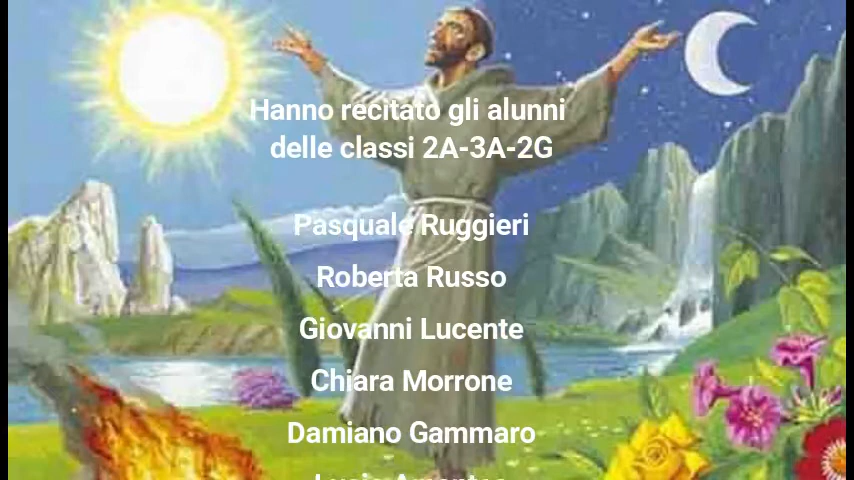 Hanno recitato gli alunni
delle classi 2A-3A-2G
Pasquale Ruggieri
Roberta Russo
Giovanni Lucente
Chiara Morrone
Damiano Gammaro